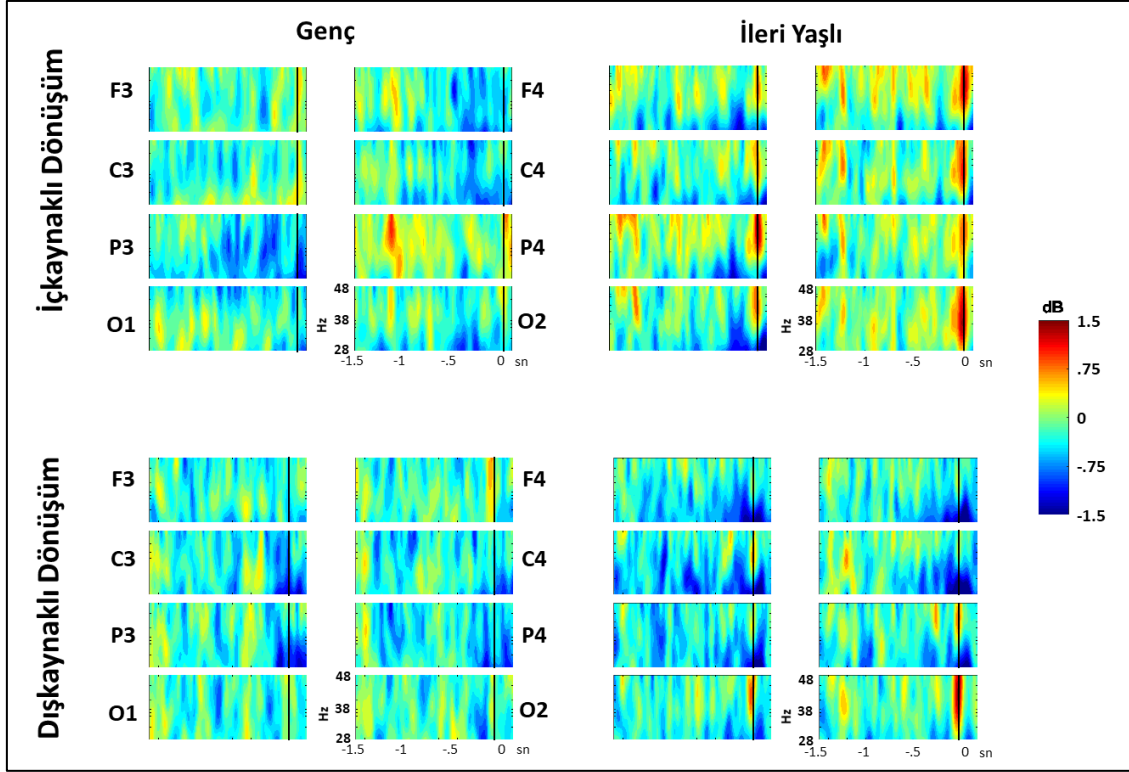 Genç İleri Yaşlı
İçkaynaklı Dönüşüm
F3 F4
C3 C4
P3 P4
O1 O2
48 38 28 Hz
48 38 28 Hz
-1.5 -1 -.5 0 sn
-1.5 -1 -.5 0 sn
dB
1.5
.75
0
-.75
-1.5
Dışkaynaklı Dönüşüm
F3 F4
C3 C4
P3 P4
O1 O2
48 38 28 Hz
48 38 28 Hz
-1.5 -1 -.5 0 sn
-1.5 -1 -.5 0 sn